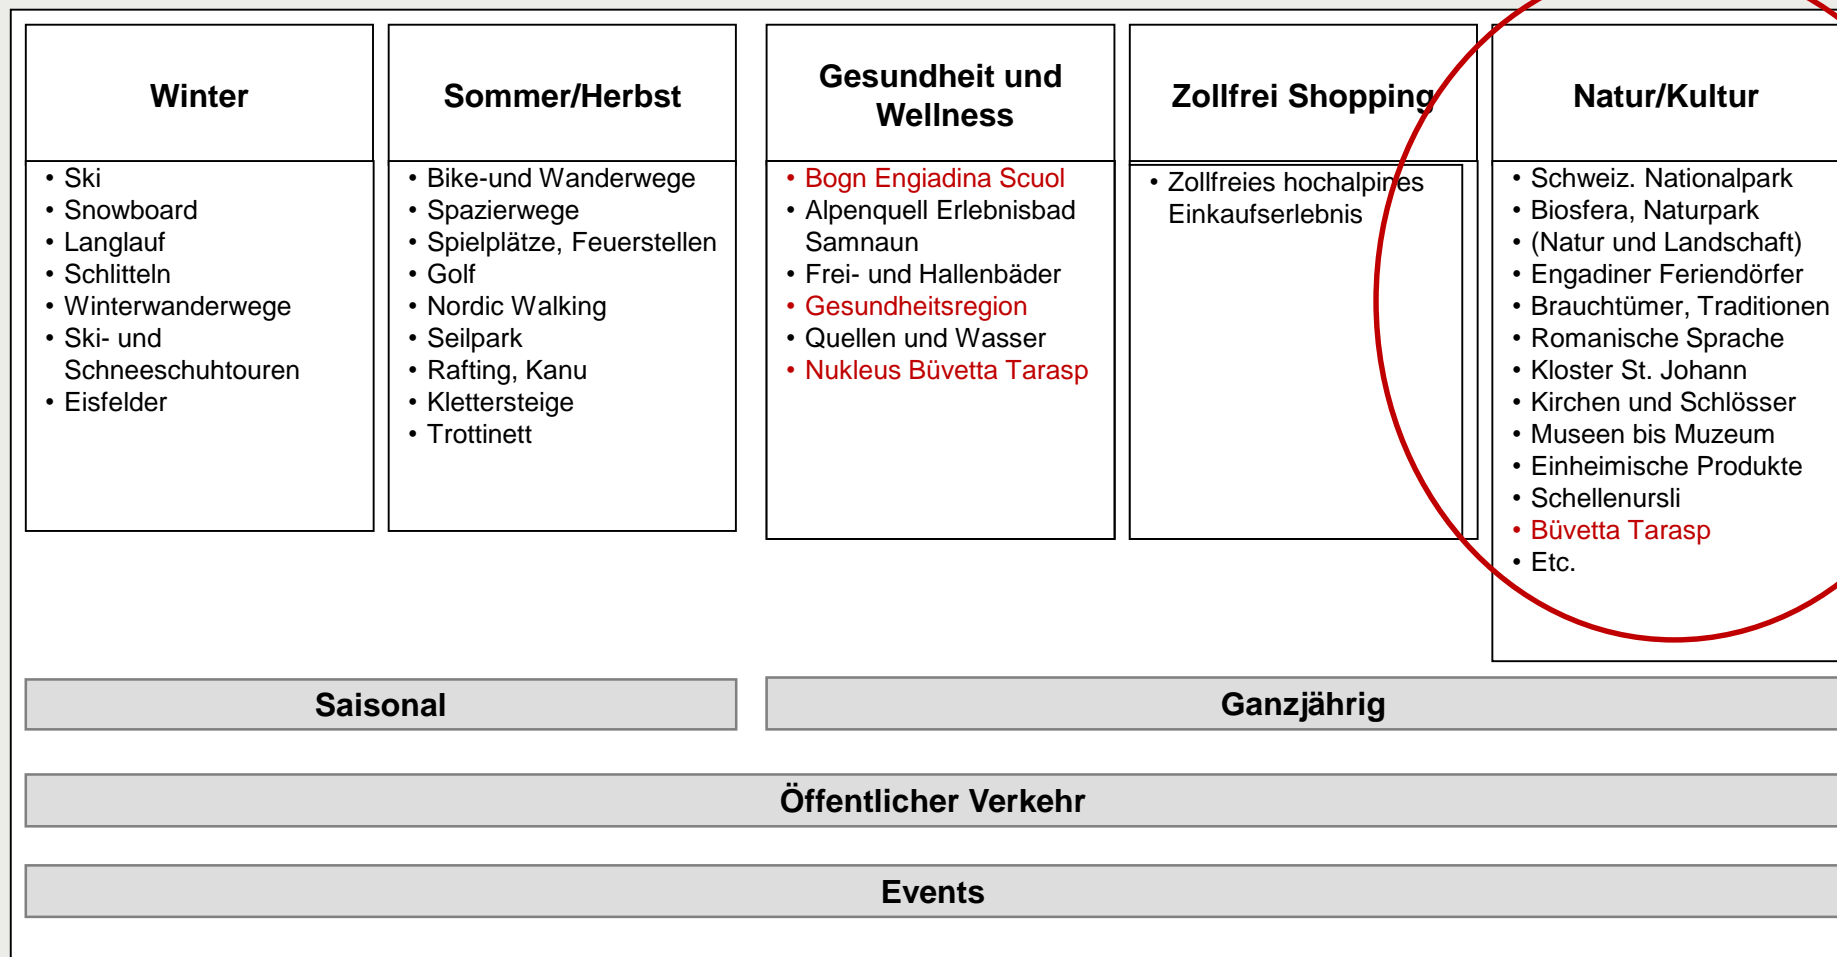 Winter
• Ski
• Snowboard
• Langlauf
• Schlitteln
• Winterwanderwege
• Ski- und
Schneeschuhtouren
• Eisfelder
Sommer/Herbst
• Bike-und Wanderwege
• Spazierwege
• Spielplätze, Feuerstellen
• Golf
• Nordic Walking
• Seilpark
• Rafting, Kanu
• Klettersteige
• Trottinett
Gesundheit und
Wellness
• Bogn Engiadina Scuol
• Alpenquell Erlebnisbad
Samnaun
• Frei- und Hallenbäder
• Gesundheitsregion
• Quellen und Wasser
• Nukleus Büvetta Tarasp
Zollfrei Shopping
• Zollfreies hochalpines
Einkaufserlebnis
Natur/Kultur
• Schweiz. Nationalpark
• Biosfera, Naturpark
• (Natur und Landschaft)
• Engadiner Feriendörfer
• Brauchtümer, Traditionen
• Romanische Sprache
• Kloster St. Johann
• Kirchen und Schlösser
• Museen bis Muzeum
• Einheimische Produkte
• Schellenursli
• Büvetta Tarasp
• Etc.
Saisonal
Ganzjährig
Öffentlicher Verkehr
Events